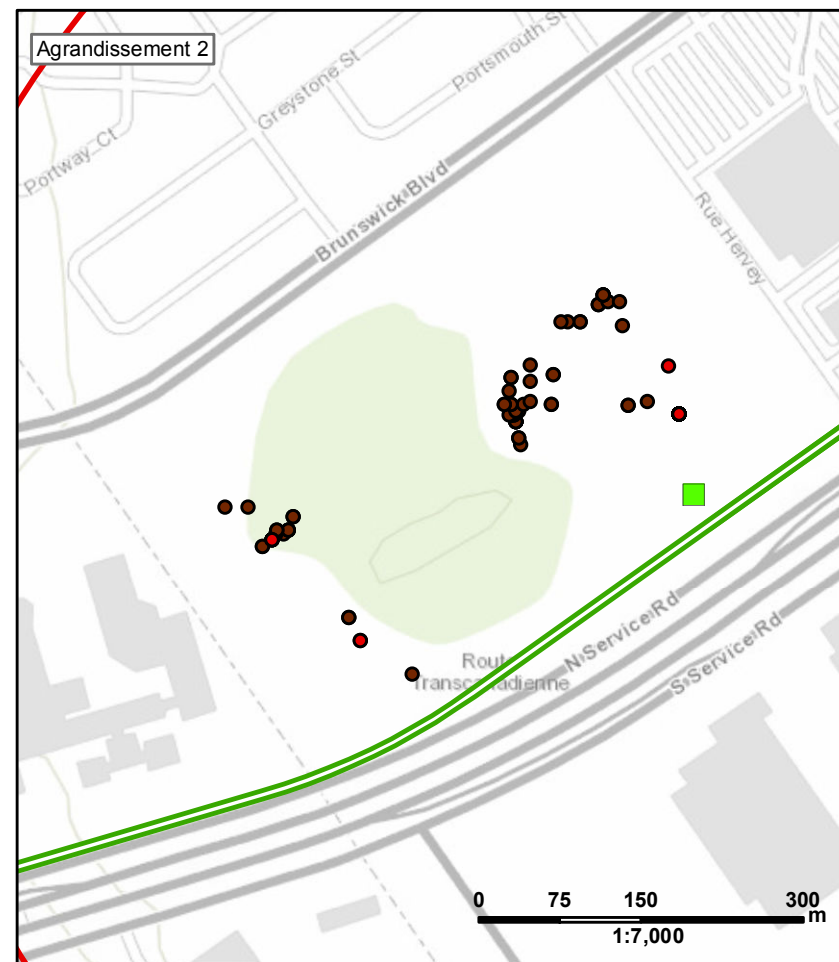 Agrandissement 2
Greystone St
Portsmouth St
Portway Ct
Brunswick Blvd
Rue Hervey
Route
Transcanadienne
N Service Rd
S Service Rd
0 75 150 300
m
1:7,000